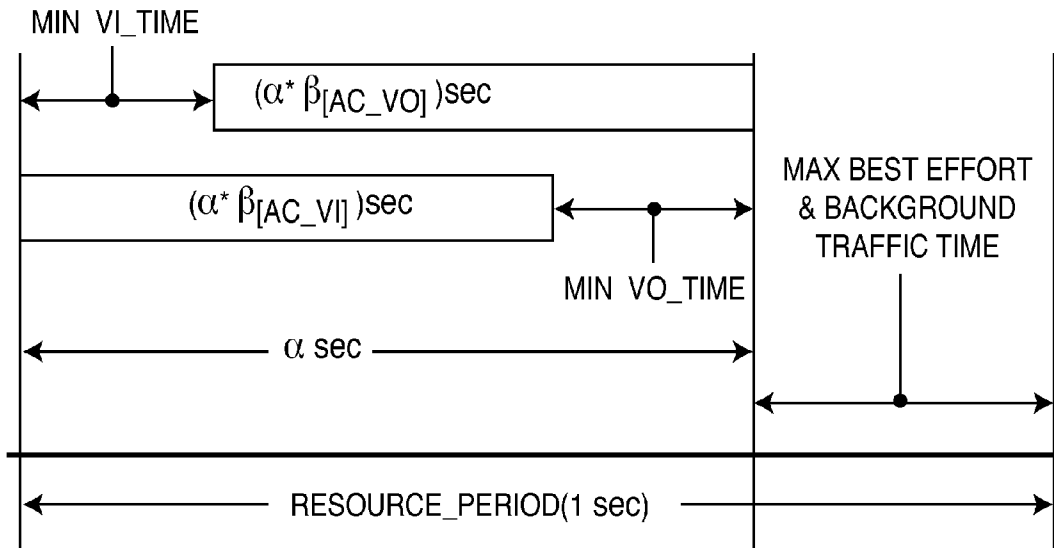 MIN VI_TIME
(α* β[AC_VO] )sec
(α* β[AC_VI] )sec
MIN VO_TIME
MAX BEST EFFORT
& BACKGROUND
TRAFFIC TIME
α sec
RESOURCE_PERIOD(1 sec)